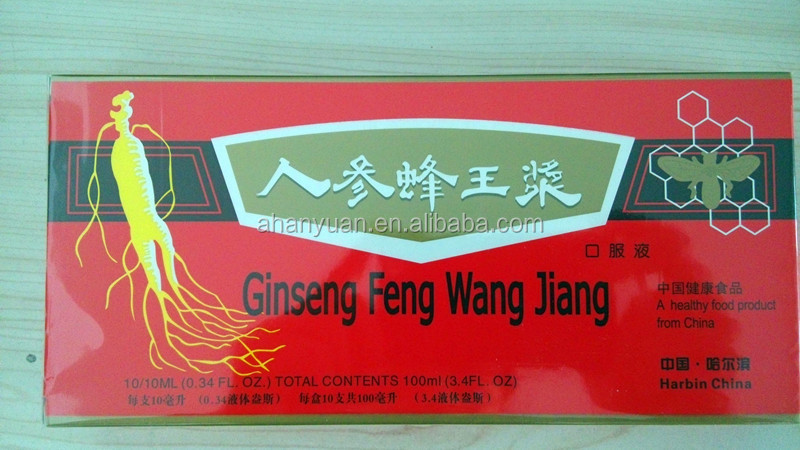 人参蜂王浆
ahanyuan.en.alibaba.com
口服液
Ginseng Feng Wang Jiang
中国健康食品
A healthy food product
from China
10/10ML (0.34 FL. OZ.) TOTAL CONTENTS 100ml (3.4FL. OZ)
每支10毫升 (0.34液体盎斯) 每盒10支共100毫升 (3.4液体盎斯)
中国·哈尔滨
Harbin China